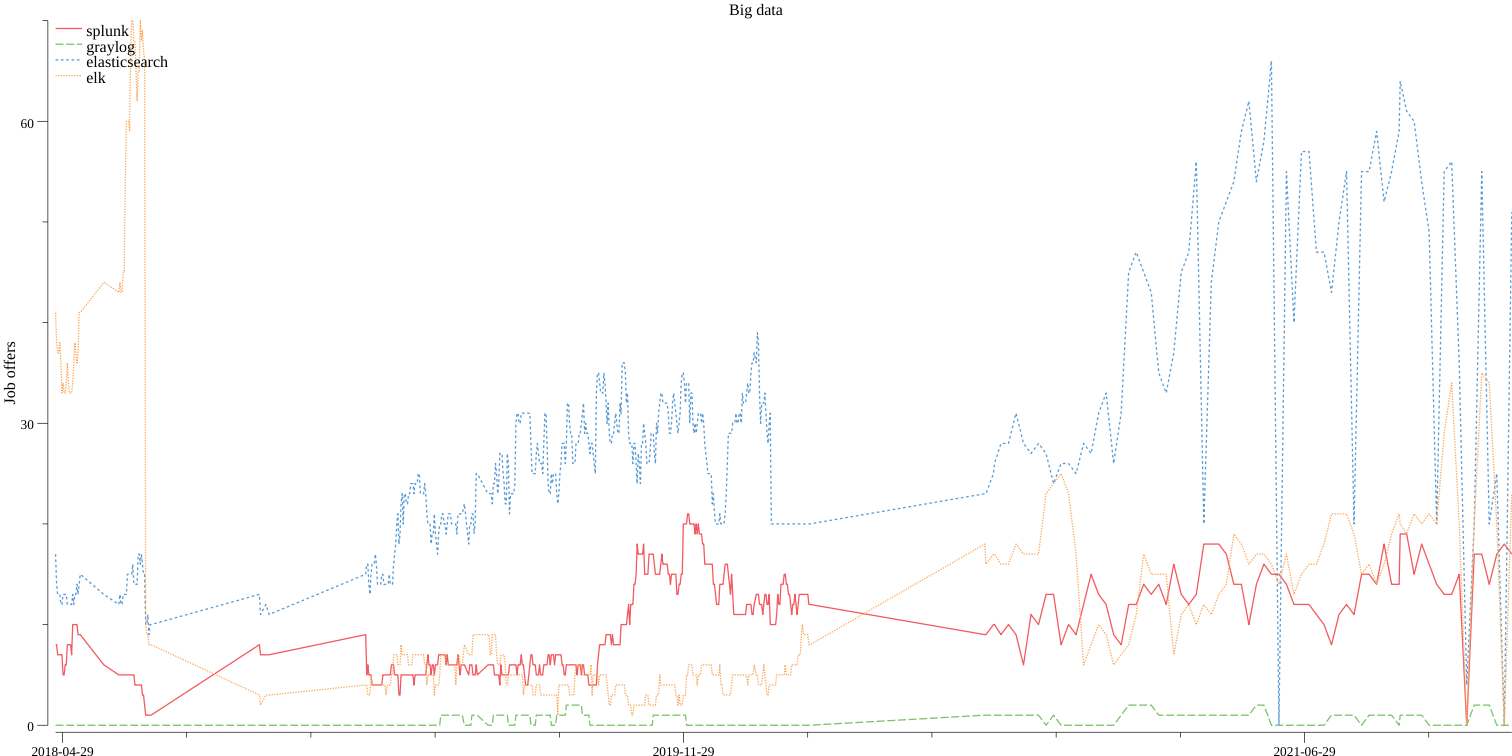 Big data
splunk
graylog
elasticsearch
elk
60
30
0
Job offers
2018-04-29
2019-11-29
2021-06-29